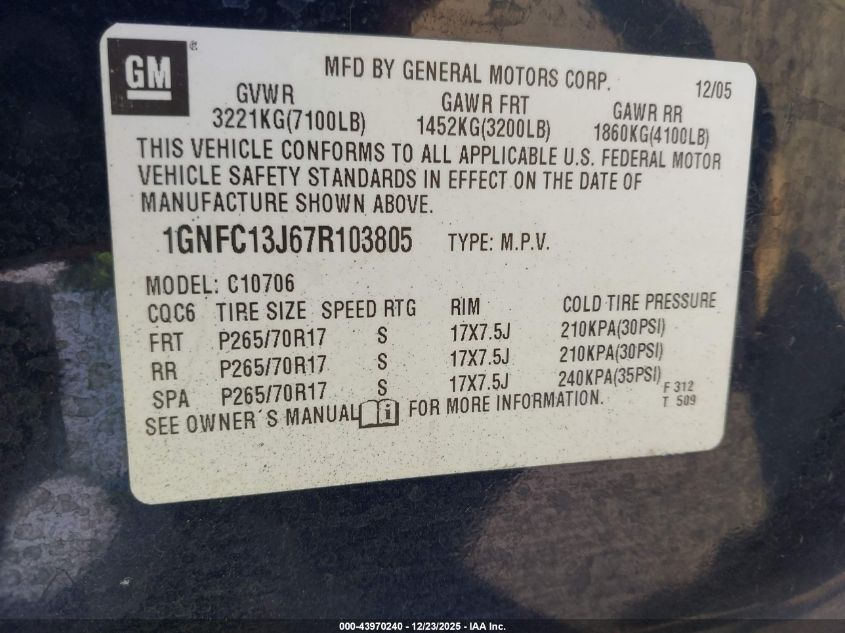 GM ®
MFD BY GENERAL MOTORS CORP. 12/05
GVWR GAWR FRT GAWR RR
3221KG(7100LB) 1452KG(3200LB) 1860KG(4100LB)
THIS VEHICLE CONFORMS TO ALL APPLICABLE U.S. FEDERAL MOTOR
VEHICLE SAFETY STANDARDS IN EFFECT ON THE DATE OF
MANUFACTURE SHOWN ABOVE.
1GNFC13J67R103805 TYPE: M.P.V.
MODEL: C10706
CQC6 TIRE SIZE SPEED RTG RIM COLD TIRE PRESSURE
FRT P265/70R17 S 17X7.5J 210KPA(30PSI)
RR P265/70R17 S 17X7.5J 210KPA(30PSI)
SPA P265/70R17 S 17X7.5J 240KPA(35PSI)
SEE OWNER´S MANUAL i FOR MORE INFORMATION.
F 312
T 509
000-43970240 - 12/23/2025 - IAA Inc.